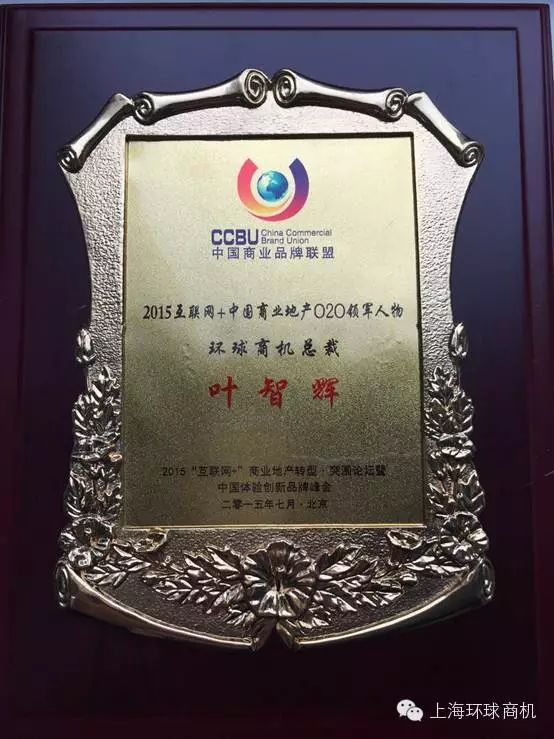 CCBU China Commercial
Brand Union
中国商业品牌联盟
2015互联网+中国商业地产O2O领军人物
环球商机总裁
叶智辉
2015“互联网+”商业地产转型·突围论坛暨
中国体验创新品牌峰会
二零一五年七月·北京
上海环球商机